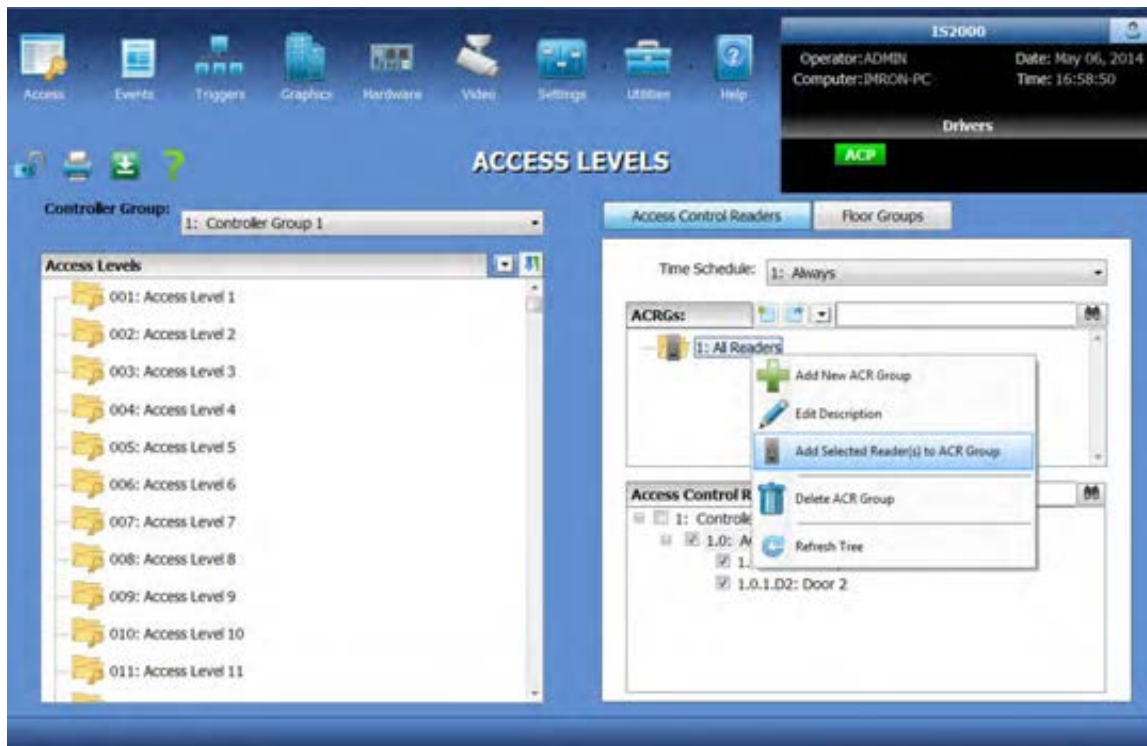 IS2000
Operator:ADMIN Date: May 06, 2014
Computer:IMRON-PC Time: 16:58:50
Drivers
ACP
Access Events Triggers Graphics Hardware Video Settings Utilities Help
ACCESS LEVELS
Controller Group:
1: Controller Group 1
Access Levels
001: Access Level 1
002: Access Level 2
003: Access Level 3
004: Access Level 4
005: Access Level 5
006: Access Level 6
007: Access Level 7
008: Access Level 8
009: Access Level 9
010: Access Level 10
011: Access Level 11
Access Control Readers Floor Groups
Time Schedule: 1: Always
ACRGs:
1: All Readers
Add New ACR Group
Edit Description
Add Selected Reader(s) to ACR Group
Delete ACR Group
Refresh Tree
Access Control R
1: Controlle
1.0: A
1.
1.0.1.D2: Door 2